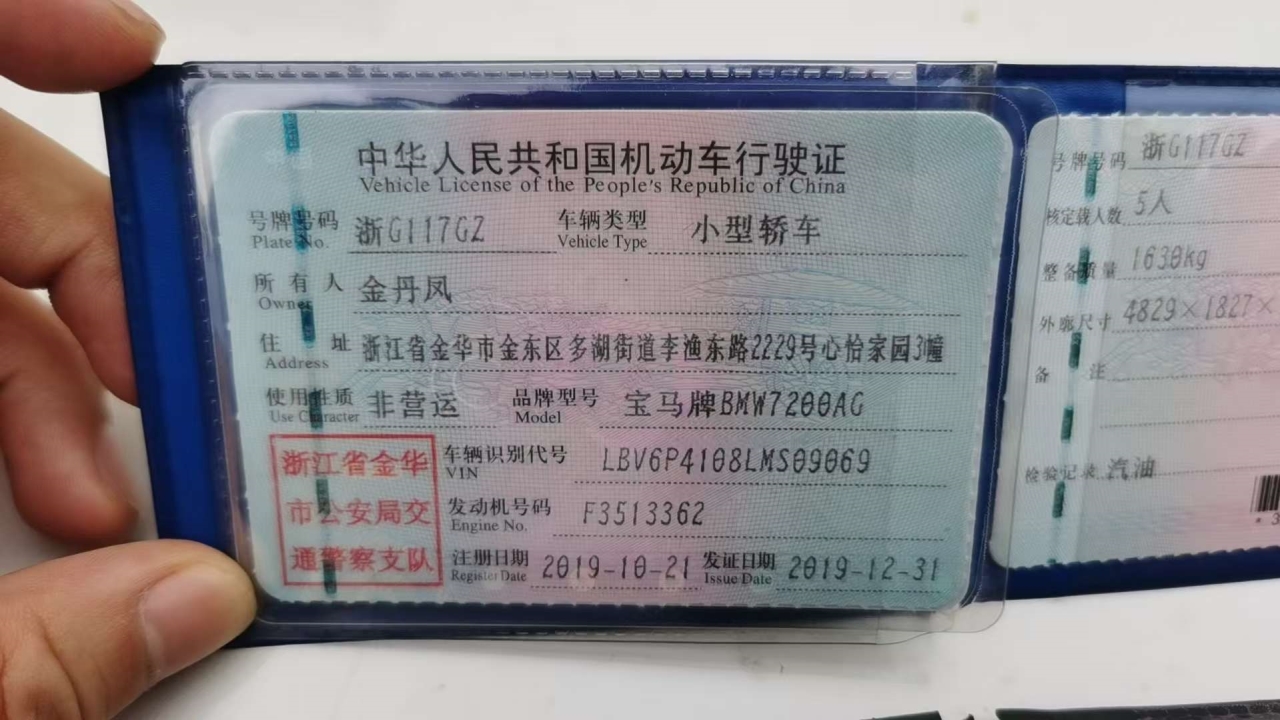 中华人民共和国机动车行驶证
Vehicle License of the People's Republic of China
号牌号码 浙G117GZ 车辆类型 小型轿车
Plate No. Vehicle Type
所有人 金丹凤
Owner
住址 浙江省金华市金东区多湖街道李渔东路2229号心怡家园3幢
Address
使用性质 非营运 品牌型号 宝马牌BMW7200AG
Use Character Model
浙江省金华
市公安局交
通警察支队
车辆识别代号 LBV6P4108LMS09069
VIN
发动机号码 F3513362
Engine No.
注册日期 2019-10-21 发证日期 2019-12-31
Register Date Issue Date
号牌号码 浙G117GZ
核定载人数 5人
整备质量 1630kg
外廓尺寸 4829×1827×
备注
检验记录 汽油